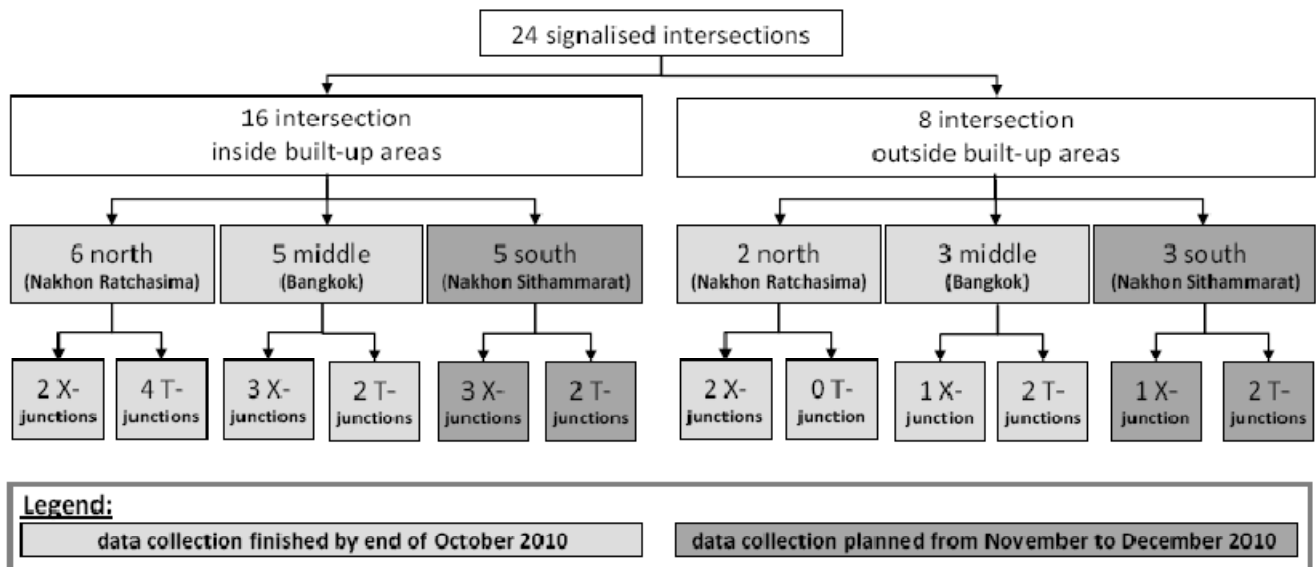 24 signalised intersections
16 intersection
inside built-up areas
8 intersection
outside built-up areas
6 north
(Nakhon Ratchasima)
5 middle
(Bangkok)
5 south
(Nakhon Sithammarat)
2 north
(Nakhon Ratchasima)
3 middle
(Bangkok)
3 south
(Nakhon Sithammarat)
2 X-
junctions
4 T-
junctions
3 X-
junctions
2 T-
junctions
3 X-
junctions
2 T-
junctions
2 X-
junctions
0 T-
junction
1 X-
junction
2 T-
junctions
1 X-
junction
2 T-
junctions
Legend:
data collection finished by end of October 2010
data collection planned from November to December 2010